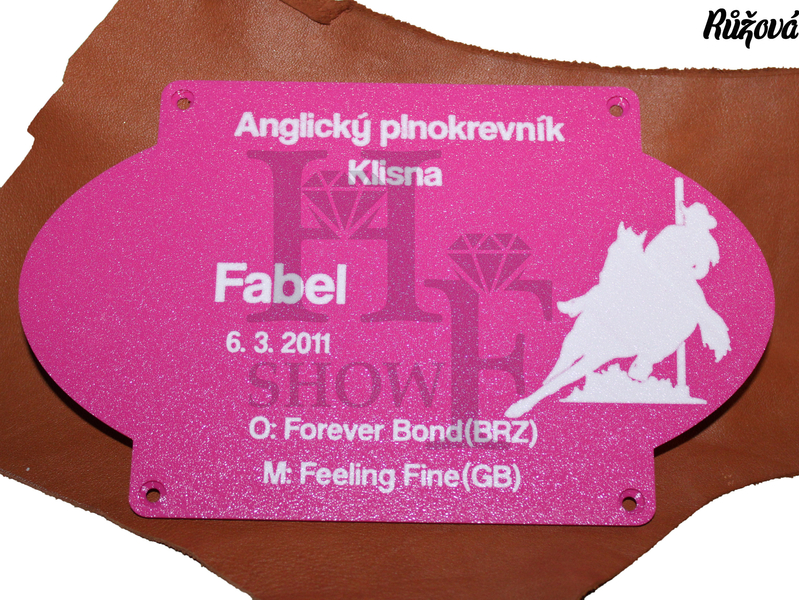 Růžová
Anglický plnokrevník
Klisna
Fabel
6. 3. 2011
O: Forever Bond(BRZ)
M: Feeling Fine(GB)
HF
SHOW